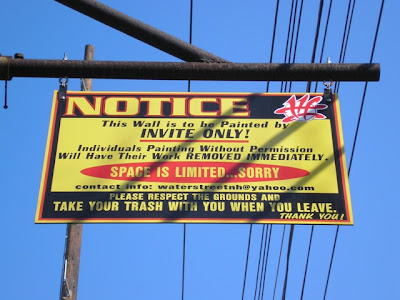 NOTICE
This Wall is to be Painted by
INVITE ONLY!
Individuals Painting Without Permission
Will Have Their Work REMOVED IMMEDIATELY.
SPACE IS LIMITED...SORRY
contact info: waterstreetnh@yahoo.com
PLEASE RESPECT THE GROUNDS AND
TAKE YOUR TRASH WITH YOU WHEN YOU LEAVE.
THANK YOU!